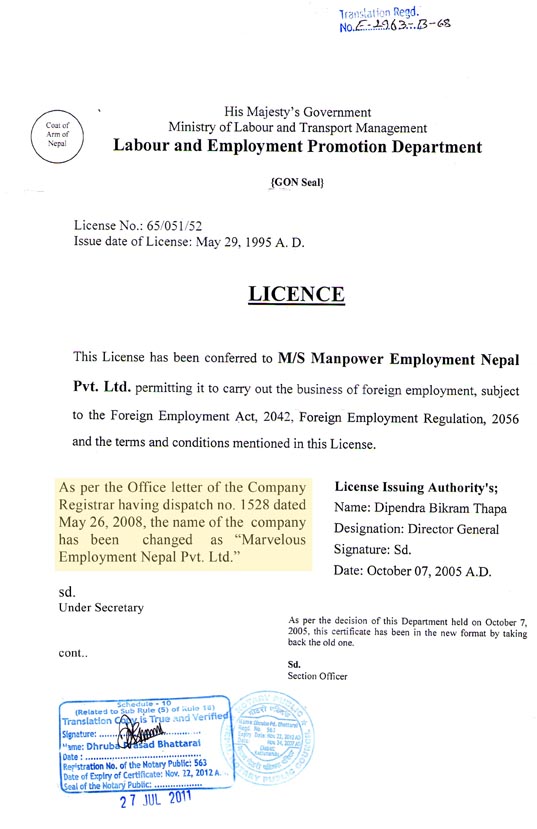 Translation Regd.
No. E-2963-B-68
Coat of
Arm of
Nepal
His Majesty's Government
Ministry of Labour and Transport Management
Labour and Employment Promotion Department
{GON Seal}
License No.: 65/051/52
Issue date of License: May 29, 1995 A. D.
LICENCE
This License has been conferred to M/S Manpower Employment Nepal
Pvt. Ltd. permitting it to carry out the business of foreign employment, subject
to the Foreign Employment Act, 2042, Foreign Employment Regulation, 2056
and the terms and conditions mentioned in this License.
As per the Office letter of the Company
Registrar having dispatch no. 1528 dated
May 26, 2008, the name of the company
has been changed as “Marvelous
Employment Nepal Pvt. Ltd.”
sd.
Under Secretary
cont..
License Issuing Authority's;
Name: Dipendra Bikram Thapa
Designation: Director General
Signature: Sd.
Date: October 07, 2005 A.D.
As per the decision of this Department held on October 7,
2005, this certificate has been in the new format by taking
back the old one.
Sd.
Section Officer
Schedule - 10
(Related to Sub Rule (5) of Rule 18)
Translation Copy is True and Verified
Signature:
Name: Dhruba Prasad Bhattarai
Date :
Registration No. of the Notary Public: 563
Date of Expiry of Certificate: Nov. 22, 2012 A.
Seal of the Notary Public:
27 JUL 2011